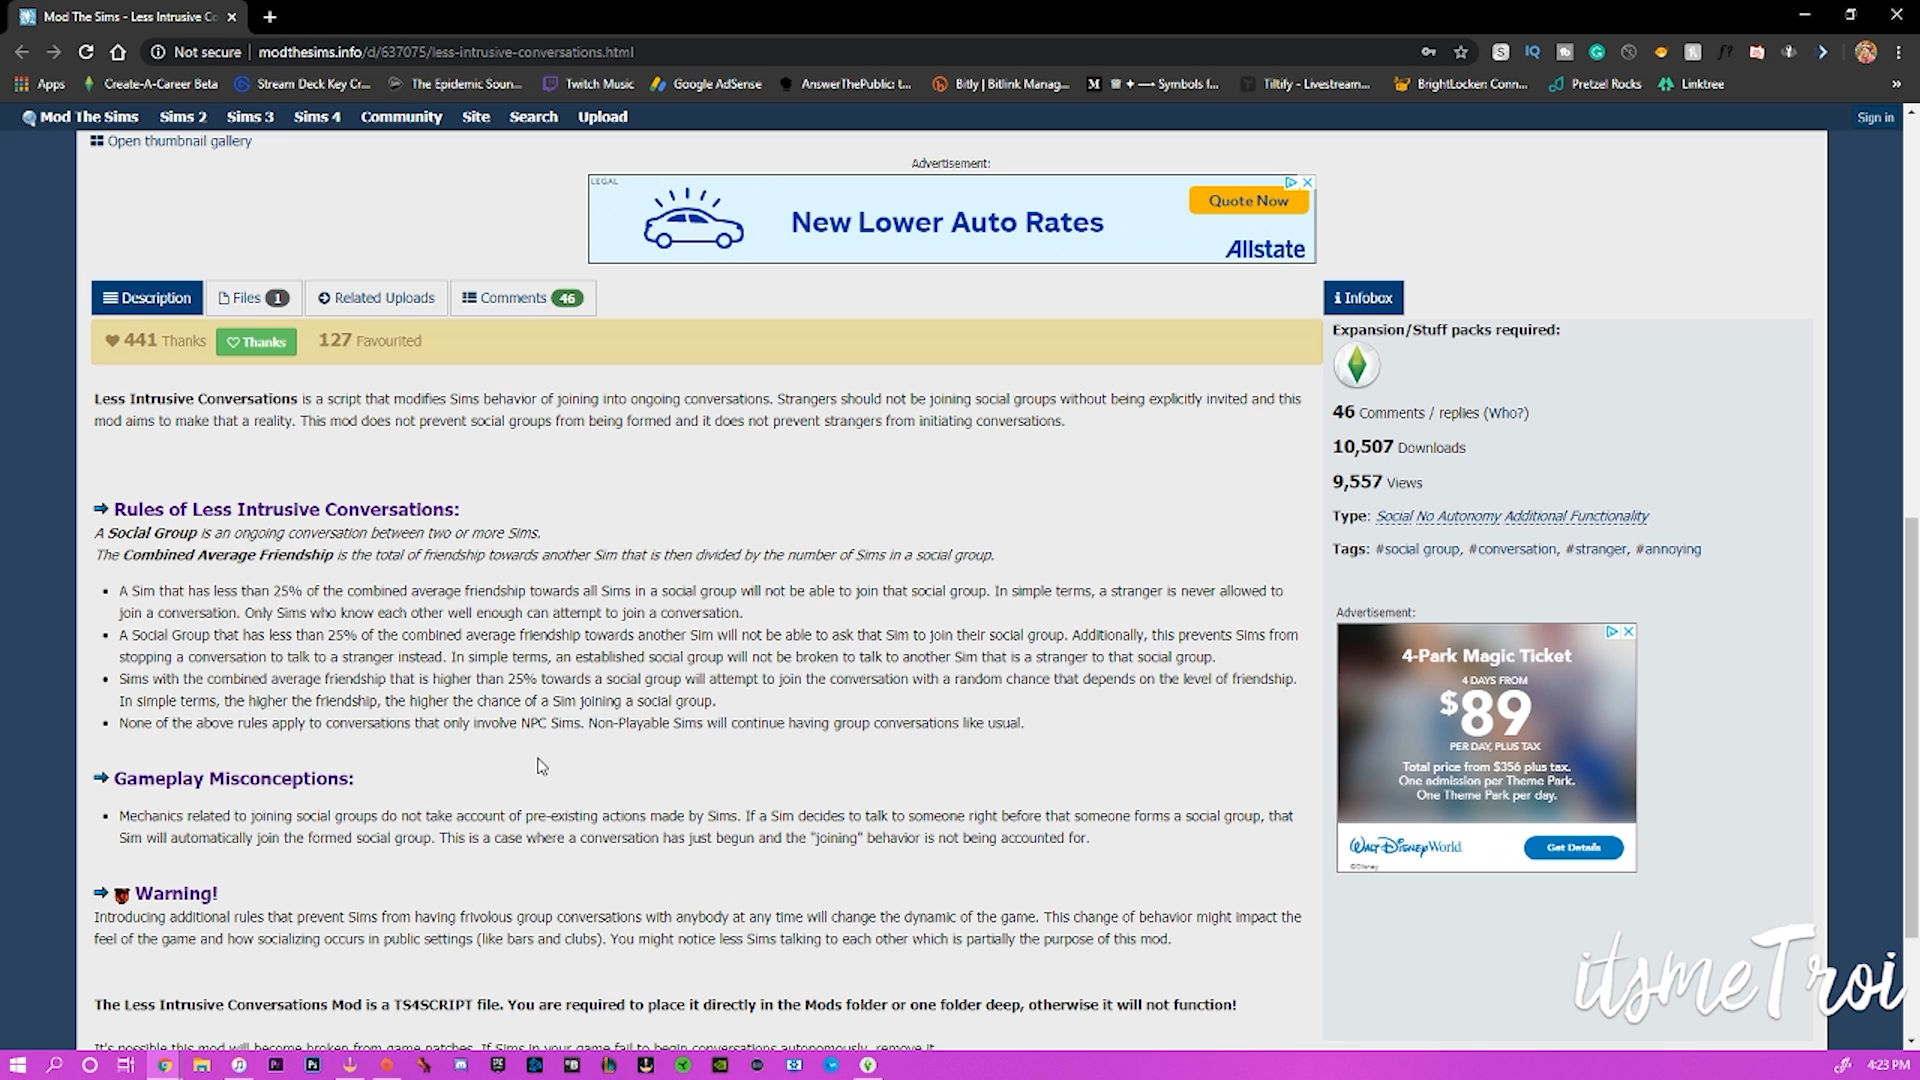 Mod The Sims - Less Intrusive Co
Not secure | modthesims.info/d/637075/less-intrusive-conversations.html
Apps Create-A-Career Beta Stream Deck Key Cr... The Epidemic Soun... Twitch Music Google AdSense AnswerThePublic: t... Bitly | Bitlink Manag... Symbols f... Tiltify - Livestream... BrightLocker: Conn... Pretzel Rocks Linktree
Mod The Sims Sims 2 Sims 3 Sims 4 Community Site Search Upload Sign in
Open thumbnail gallery
Advertisement:
LEGAL
New Lower Auto Rates
Quote Now
Allstate
Description Files 1 Related Uploads Comments 46
441 Thanks Thanks 127 Favourited
Less Intrusive Conversations is a script that modifies Sims behavior of joining into ongoing conversations. Strangers should not be joining social groups without being explicitly invited and this
mod aims to make that a reality. This mod does not prevent social groups from being formed and it does not prevent strangers from initiating conversations.
Rules of Less Intrusive Conversations:
A Social Group is an ongoing conversation between two or more Sims.
The Combined Average Friendship is the total of friendship towards another Sim that is then divided by the number of Sims in a social group.
A Sim that has less than 25% of the combined average friendship towards all Sims in a social group will not be able to join that social group. In simple terms, a stranger is never allowed to
join a conversation. Only Sims who know each other well enough can attempt to join a conversation.
A Social Group that has less than 25% of the combined average friendship towards another Sim will not be able to ask that Sim to join their social group. Additionally, this prevents Sims from
stopping a conversation to talk to a stranger instead. In simple terms, an established social group will not be broken to talk to another Sim that is a stranger to that social group.
Sims with the combined average friendship that is higher than 25% towards a social group will attempt to join the conversation with a random chance that depends on the level of friendship.
In simple terms, the higher the friendship, the higher the chance of a Sim joining a social group.
None of the above rules apply to conversations that only involve NPC Sims. Non-Playable Sims will continue having group conversations like usual.
Gameplay Misconceptions:
Mechanics related to joining social groups do not take account of pre-existing actions made by Sims. If a Sim decides to talk to someone right before that someone forms a social group, that
Sim will automatically join the formed social group. This is a case where a conversation has just begun and the "joining" behavior is not being accounted for.
Warning!
Introducing additional rules that prevent Sims from having frivolous group conversations with anybody at any time will change the dynamic of the game. This change of behavior might impact the
feel of the game and how socializing occurs in public settings (like bars and clubs). You might notice less Sims talking to each other which is partially the purpose of this mod.
The Less Intrusive Conversations Mod is a TS4SCRIPT file. You are required to place it directly in the Mods folder or one folder deep, otherwise it will not function!
It's possible this mod will become broken from game patches. If Sims in your game fail to begin conversations autonomously, remove it.
Infobox
Expansion/Stuff packs required:
46 Comments / replies (Who?)
10,507 Downloads
9,557 Views
Type: Social No Autonomy Additional Functionality
Tags: #social group, #conversation, #stranger, #annoying
Advertisement:
4-Park Magic Ticket
4 DAYS FROM
$89
PER DAY, PLUS TAX
Total price from $356 plus tax.
One admission per Theme Park.
One Theme Park per day.
Walt Disney World
Get Details
©Disney
itsmeTroi
4:23 PM